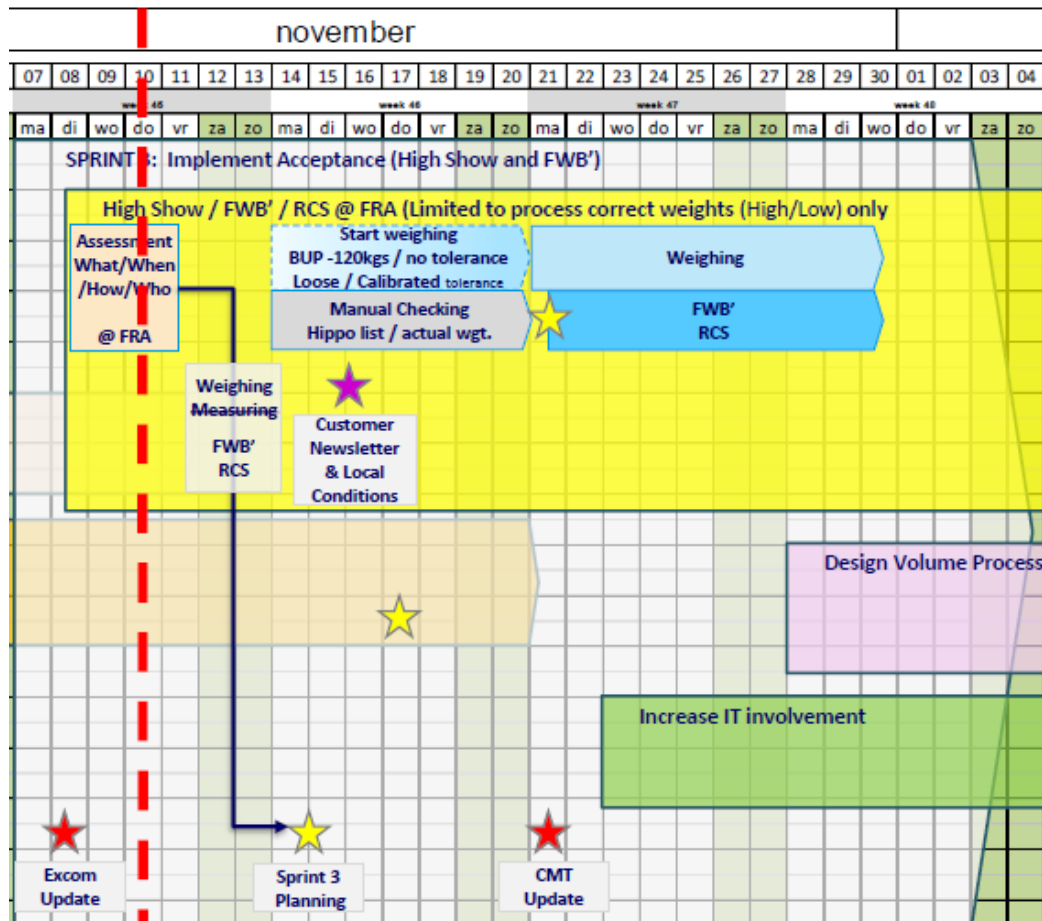 november
07 08 09 10 11 12 13 14 15 16 17 18 19 20 21 22 23 24 25 26 27 28 29 30 01 02 03 04
week 45 week 46 week 47 week 48
ma di wo do vr za zo ma di wo do vr za zo ma di wo do vr za zo ma di wo do vr za zo
SPRINT 3: Implement Acceptance (High Show and FWB')
High Show / FWB' / RCS @ FRA (Limited to process correct weights (High/Low) only
Assessment
What/When
/How/Who
@ FRA
Start weighing
BUP -120kgs / no tolerance
Loose / Calibrated tolerance
Weighing
Manual Checking
Hippo list / actual wgt.
FWB'
RCS
Weighing
Measuring
FWB'
RCS
Customer
Newsletter
& Local
Conditions
Design Volume Process
Increase IT involvement
Excom
Update
Sprint 3
Planning
CMT
Update